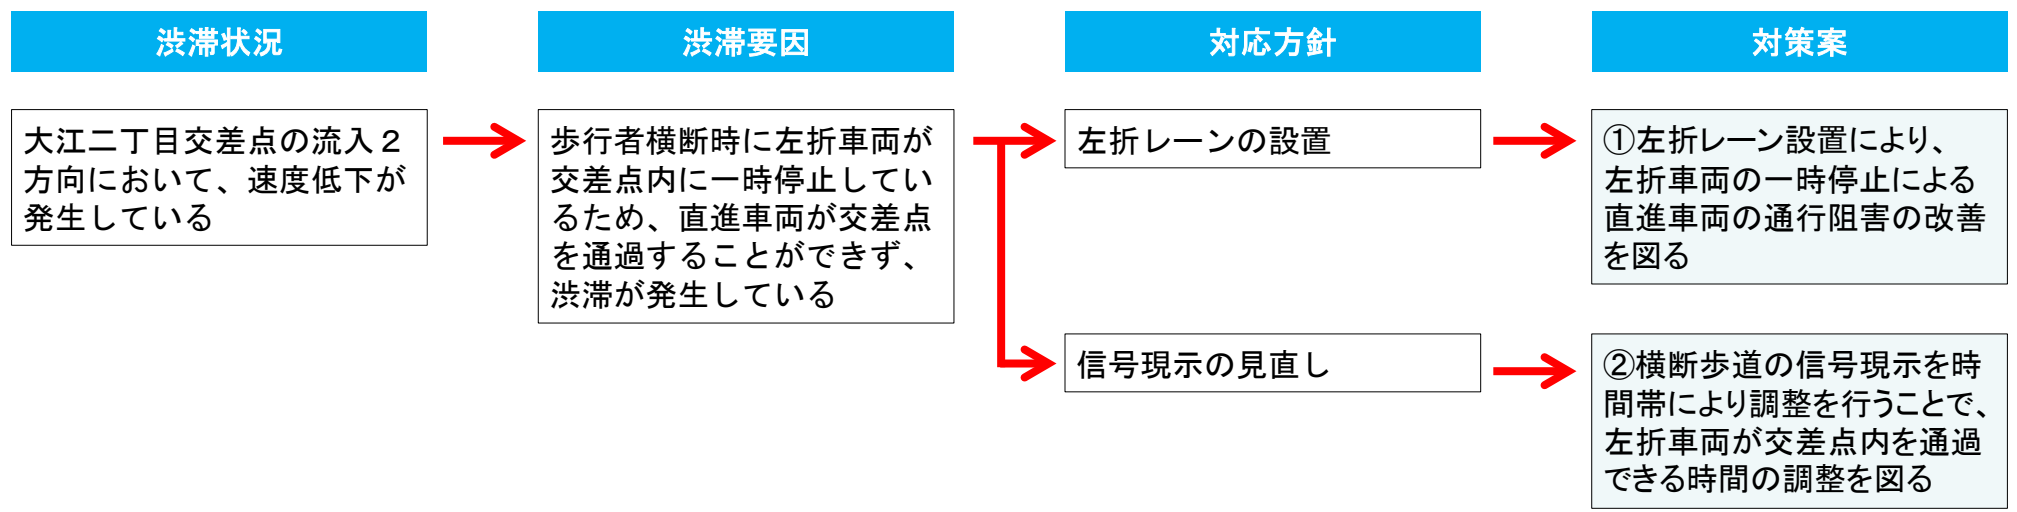 渋滞状況
渋滞要因
対応方針
対策案
大江二丁目交差点の流入２
方向において、速度低下が
発生している
歩行者横断時に左折車両が
交差点内に一時停止してい
るため、直進車両が交差点
を通過することができず、
渋滞が発生している
左折レーンの設置
①左折レーン設置により、
左折車両の一時停止による
直進車両の通行阻害の改善
を図る
信号現示の見直し
②横断歩道の信号現示を時
間帯により調整を行うことで、
左折車両が交差点内を通過
できる時間の調整を図る